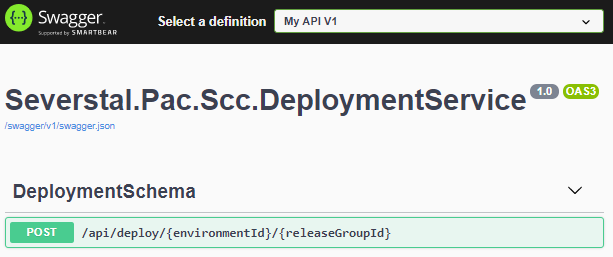 Swagger.
Supported by SMARTBEAR
Select a definition
My API V1
Severstal.Pac.Scc.DeploymentService 1.0 OAS3
/swagger/v1/swagger.json
DeploymentSchema
POST /api/deploy/{environmentId}/{releaseGroupId}